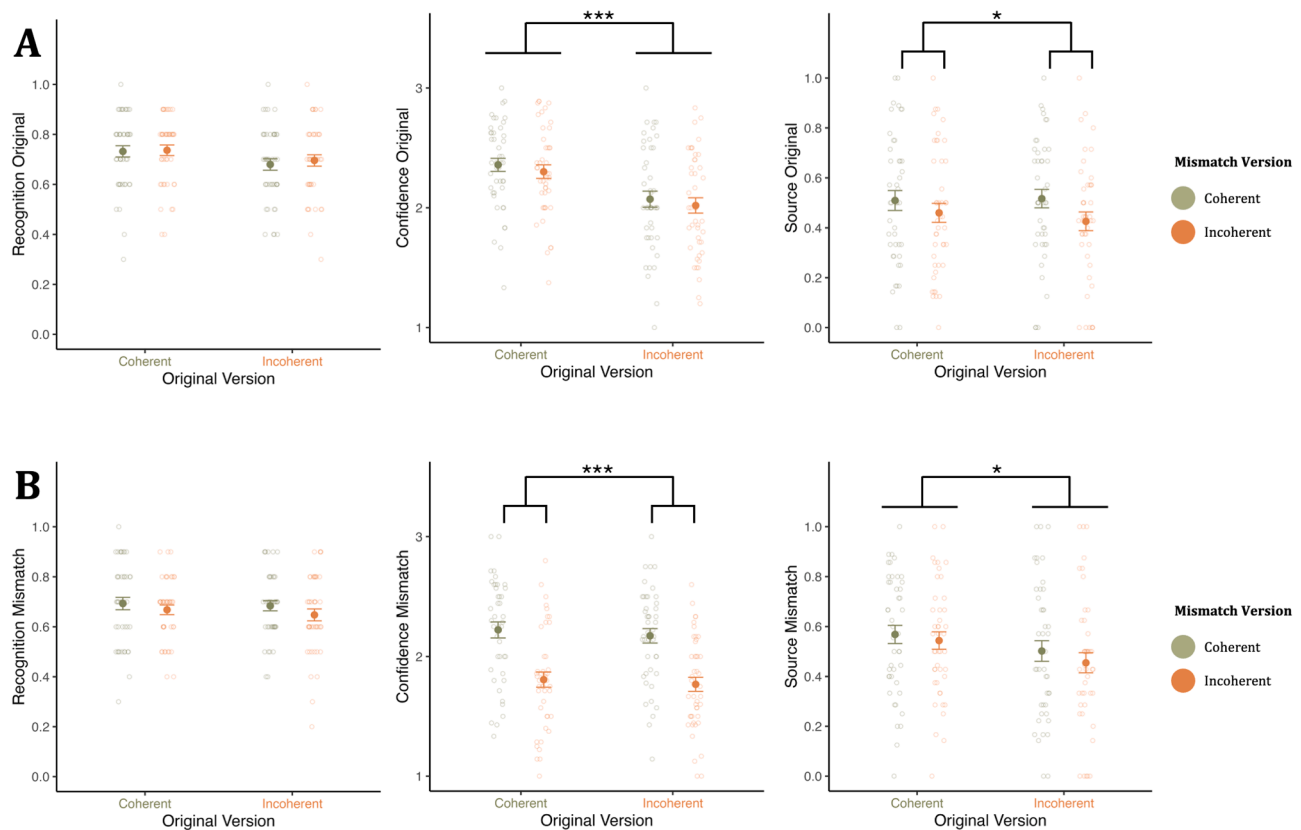 A
***
*
Recognition Original
1.0
0.8
0.6
0.4
0.2
0.0
Coherent
Incoherent
Original Version
Confidence Original
3
2
1
Coherent
Incoherent
Original Version
Source Original
1.0
0.8
0.6
0.4
0.2
0.0
Coherent
Incoherent
Original Version
Mismatch Version
Coherent
Incoherent
B
***
*
Recognition Mismatch
1.0
0.8
0.6
0.4
0.2
0.0
Coherent
Incoherent
Original Version
Confidence Mismatch
3
2
1
Coherent
Incoherent
Original Version
Source Mismatch
1.0
0.8
0.6
0.4
0.2
0.0
Coherent
Incoherent
Original Version
Mismatch Version
Coherent
Incoherent